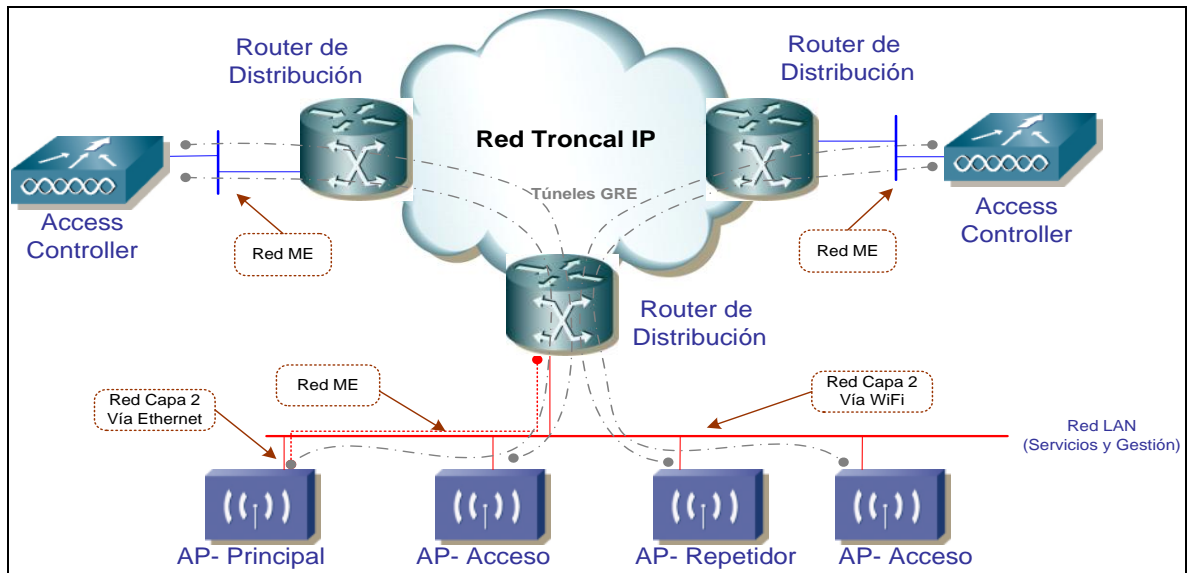 Router de
Distribución
Router de
Distribución
Red Troncal IP
Túneles GRE
Access
Controller
Red ME
Access
Controller
Red ME
Router de
Distribución
Red ME
Red Capa 2
Vía Ethernet
Red Capa 2
Vía WiFi
Red LAN
(Servicios y Gestión)
AP- Principal
AP- Acceso
AP- Repetidor
AP- Acceso